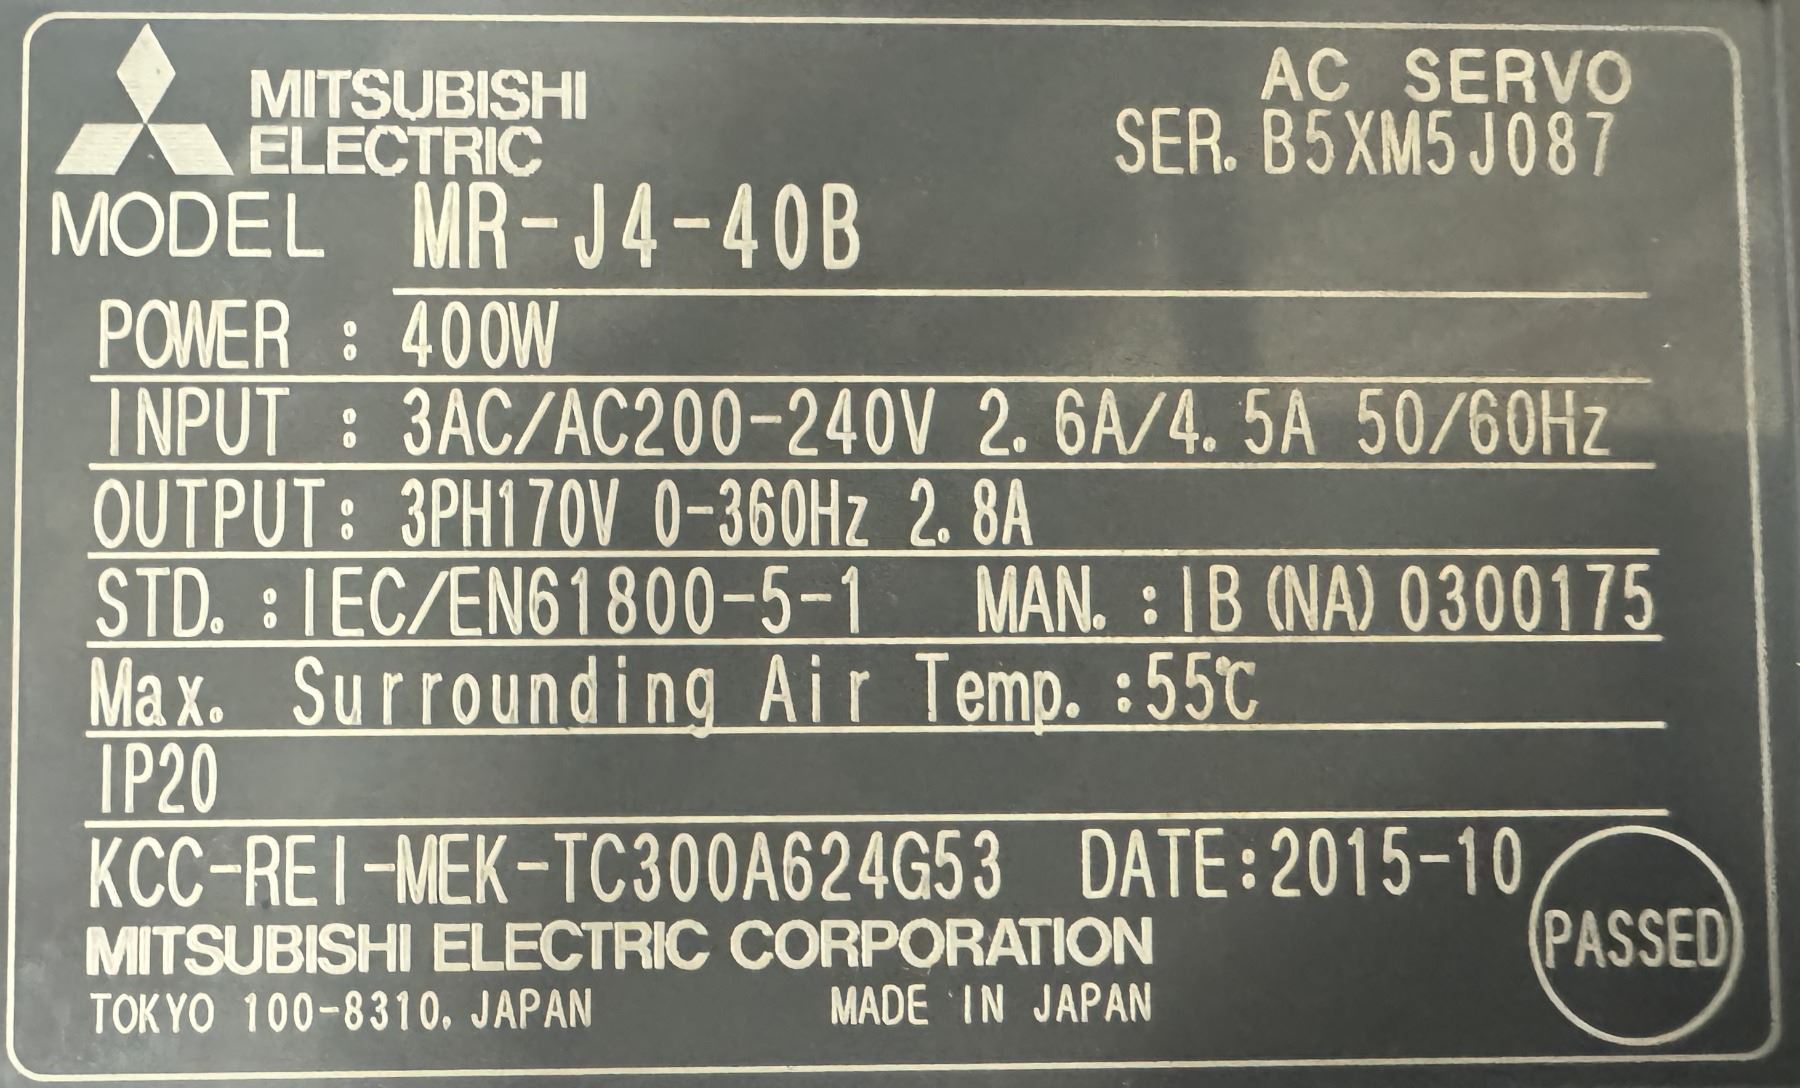 MITSUBISHI
ELECTRIC
AC SERVO
SER. B5XM5J087
MODEL MR-J4-40B
POWER : 400W
INPUT : 3AC/AC200-240V 2.6A/4.5A 50/60Hz
OUTPUT: 3PH170V 0-360Hz 2.8A
STD. :IEC/EN61800-5-1 MAN. :IB(NA)0300175
Max. Surrounding Air Temp. :55℃
IP20
KCC-REI-MEK-TC300A624G53 DATE:2015-10
PASSED
MITSUBISHI ELECTRIC CORPORATION
TOKYO 100-8310, JAPAN MADE IN JAPAN